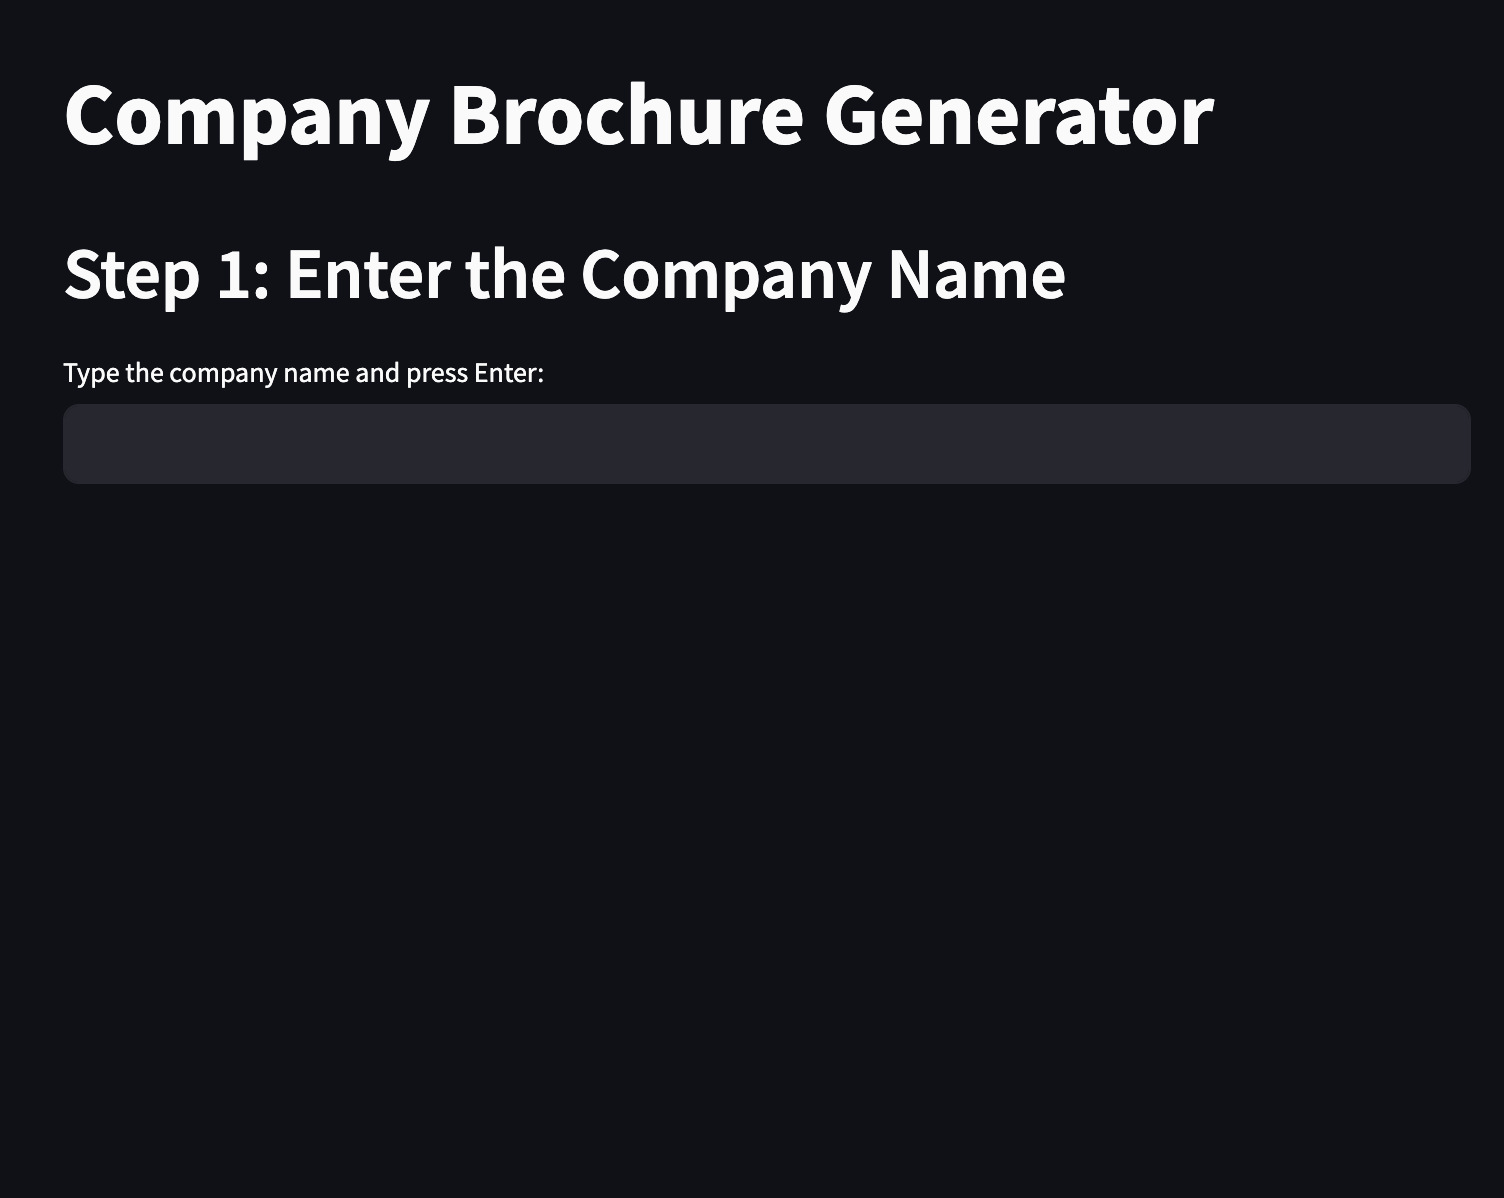 Company Brochure Generator
Step 1: Enter the Company Name
Type the company name and press Enter: